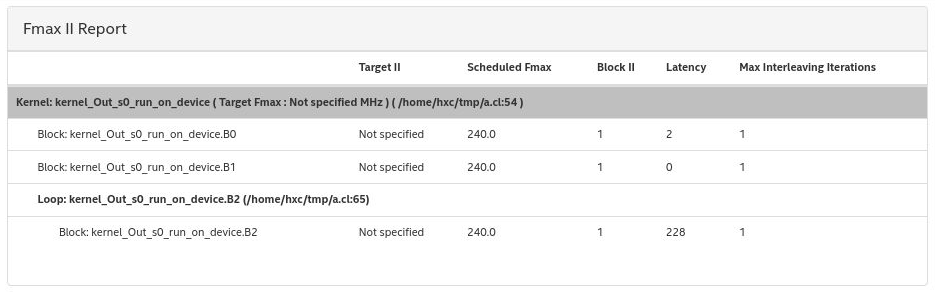 Fmax II Report
Target II Scheduled Fmax Block II Latency Max Interleaving Iterations
Kernel: kernel_Out_s0_run_on_device ( Target Fmax : Not specified MHz ) ( /home/hxc/tmp/a.cl:54 )
Block: kernel_Out_s0_run_on_device.B0 Not specified 240.0 1 2 1
Block: kernel_Out_s0_run_on_device.B1 Not specified 240.0 1 0 1
Loop: kernel_Out_s0_run_on_device.B2 (/home/hxc/tmp/a.cl:65)
Block: kernel_Out_s0_run_on_device.B2 Not specified 240.0 1 228 1